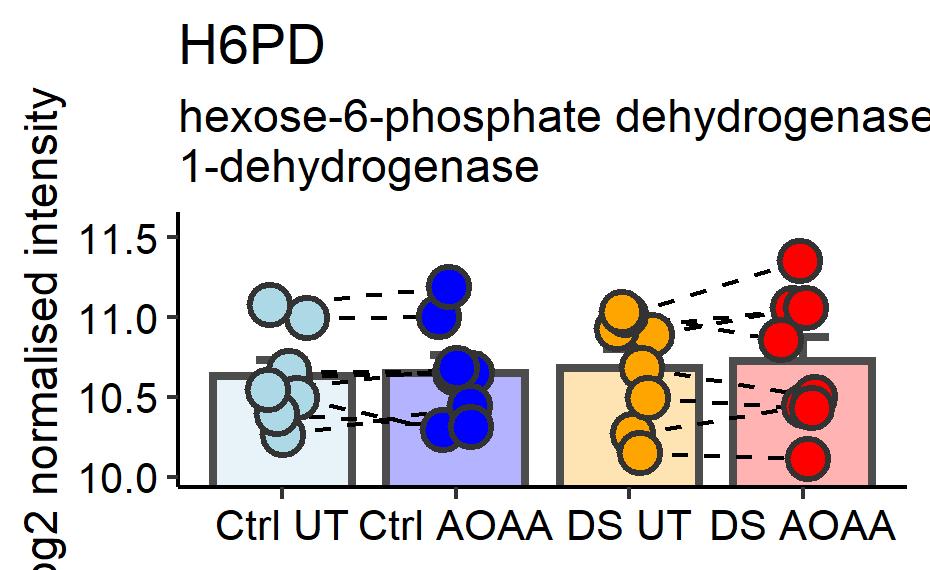 H6PD
hexose-6-phosphate dehydrogenase
1-dehydrogenase
normalised intensity
11.5
11.0
10.5
10.0
Ctrl UT Ctrl AOAA DS UT DS AOAA